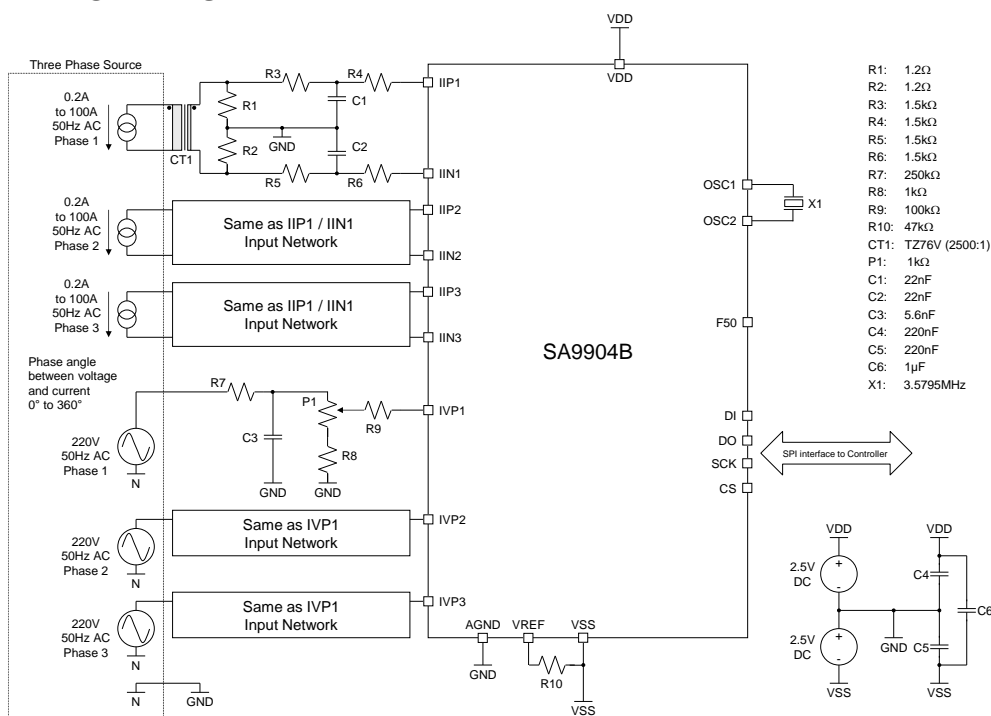 VDD
VDD
Three Phase Source
0.2A
to 100A
50Hz AC
Phase 1
CT1
R1
R2
R3
R4
GND
C1
C2
R5
R6
IIP1
IIN1
0.2A
to 100A
50Hz AC
Phase 2
Same as IIP1 / IIN1
Input Network
IIP2
IIN2
0.2A
to 100A
50Hz AC
Phase 3
Same as IIP1 / IIN1
Input Network
IIP3
IIN3
Phase angle
between voltage
and current
0° to 360°
220V
50Hz AC
Phase 1
N
R7
C3
GND
P1
R8
GND
R9
IVP1
220V
50Hz AC
Phase 2
N
Same as IVP1
Input Network
IVP2
220V
50Hz AC
Phase 3
N
Same as IVP1
Input Network
IVP3
N
GND
SA9904B
OSC1
OSC2
X1
F50
DI
DO
SCK
CS
SPI interface to Controller
AGND
GND
VREF
R10
VSS
VSS
R1: 1.2Ω
R2: 1.2Ω
R3: 1.5kΩ
R4: 1.5kΩ
R5: 1.5kΩ
R6: 1.5kΩ
R7: 250kΩ
R8: 1kΩ
R9: 100kΩ
R10: 47kΩ
CT1: TZ76V (2500:1)
P1: 1kΩ
C1: 22nF
C2: 22nF
C3: 5.6nF
C4: 220nF
C5: 220nF
C6: 1µF
X1: 3.5795MHz
VDD
VDD
2.5V
DC
+
-
C4
C6
GND
2.5V
DC
+
-
C5
VSS
VSS